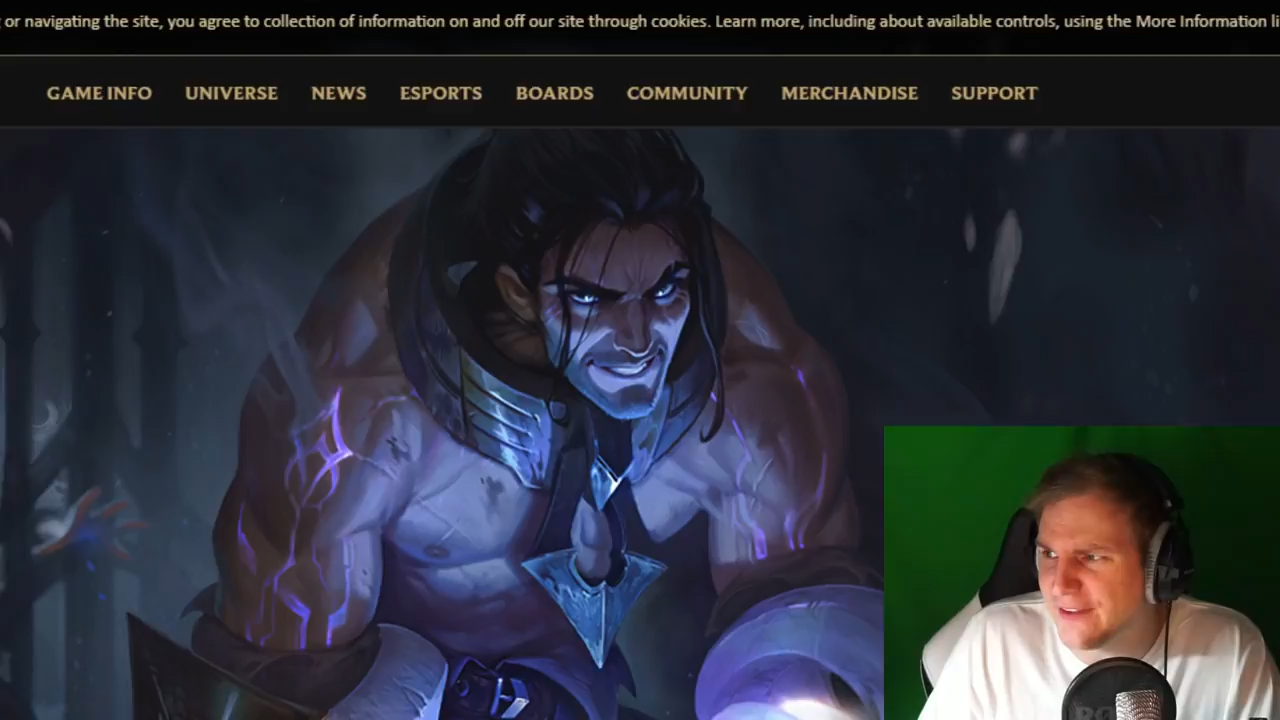 or navigating the site, you agree to collection of information on and off our site through cookies. Learn more, including about available controls, using the More Information li
GAME INFO UNIVERSE NEWS ESPORTS BOARDS COMMUNITY MERCHANDISE SUPPORT